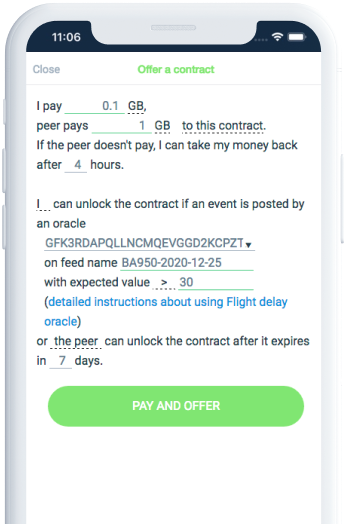 11:06
Close Offer a contract
I pay 0.1 GB,
peer pays 1 GB to this contract.
If the peer doesn't pay, I can take my money back
after 4 hours.
I can unlock the contract if an event is posted by
an oracle
GFK3RDAPQLLNCMQEVGGD2KCPZT
on feed name BA950-2020-12-25
with expected value > 30
(detailed instructions about using Flight delay
oracle)
or the peer can unlock the contract after it expires
in 7 days.
PAY AND OFFER